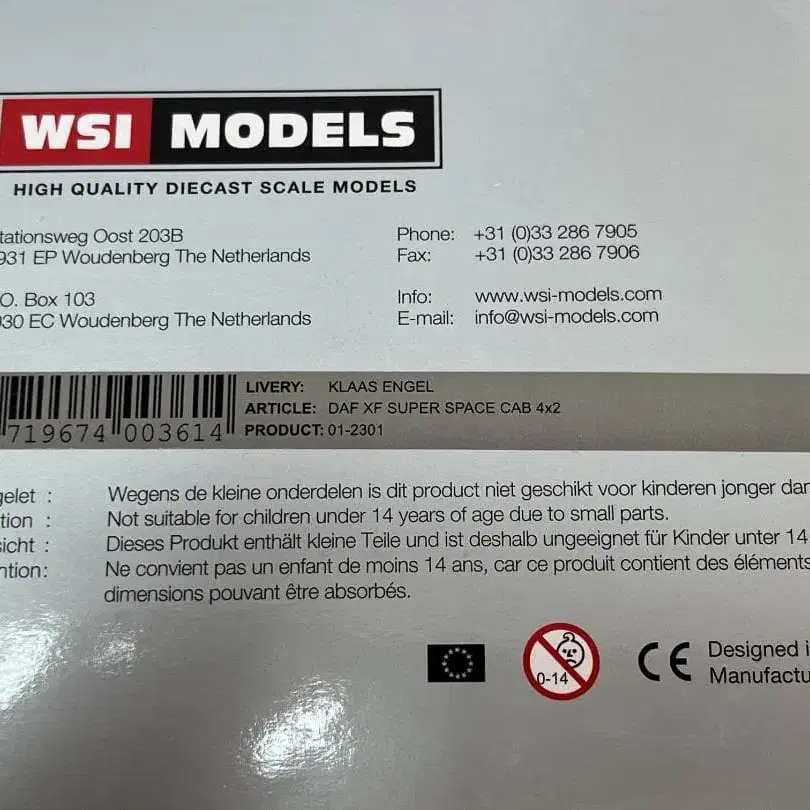 WSI MODELS
HIGH QUALITY DIECAST SCALE MODELS
tationsweg Oost 203B
931 EP Woudenberg The Netherlands
O. Box 103
930 EC Woudenberg The Netherlands
Phone: +31 (0)33 286 7905
Fax: +31 (0)33 286 7906
Info: www.wsi-models.com
E-mail: info@wsi-models.com
719674 003614
LIVERY: KLAAS ENGEL
ARTICLE: DAF XF SUPER SPACE CAB 4x2
PRODUCT: 01-2301
gelet : Wegens de kleine onderdelen is dit product niet geschikt voor kinderen jonger dan
tion : Not suitable for children under 14 years of age due to small parts.
sicht : Dieses Produkt enthält kleine Teile und ist deshalb ungeeignet für Kinder unter 14
ntion: Ne convient pas un enfant de moins 14 ans, car ce produit contient des éléments
dimensions pouvant être absorbés.
0-14
CE
Designed i
Manufactu